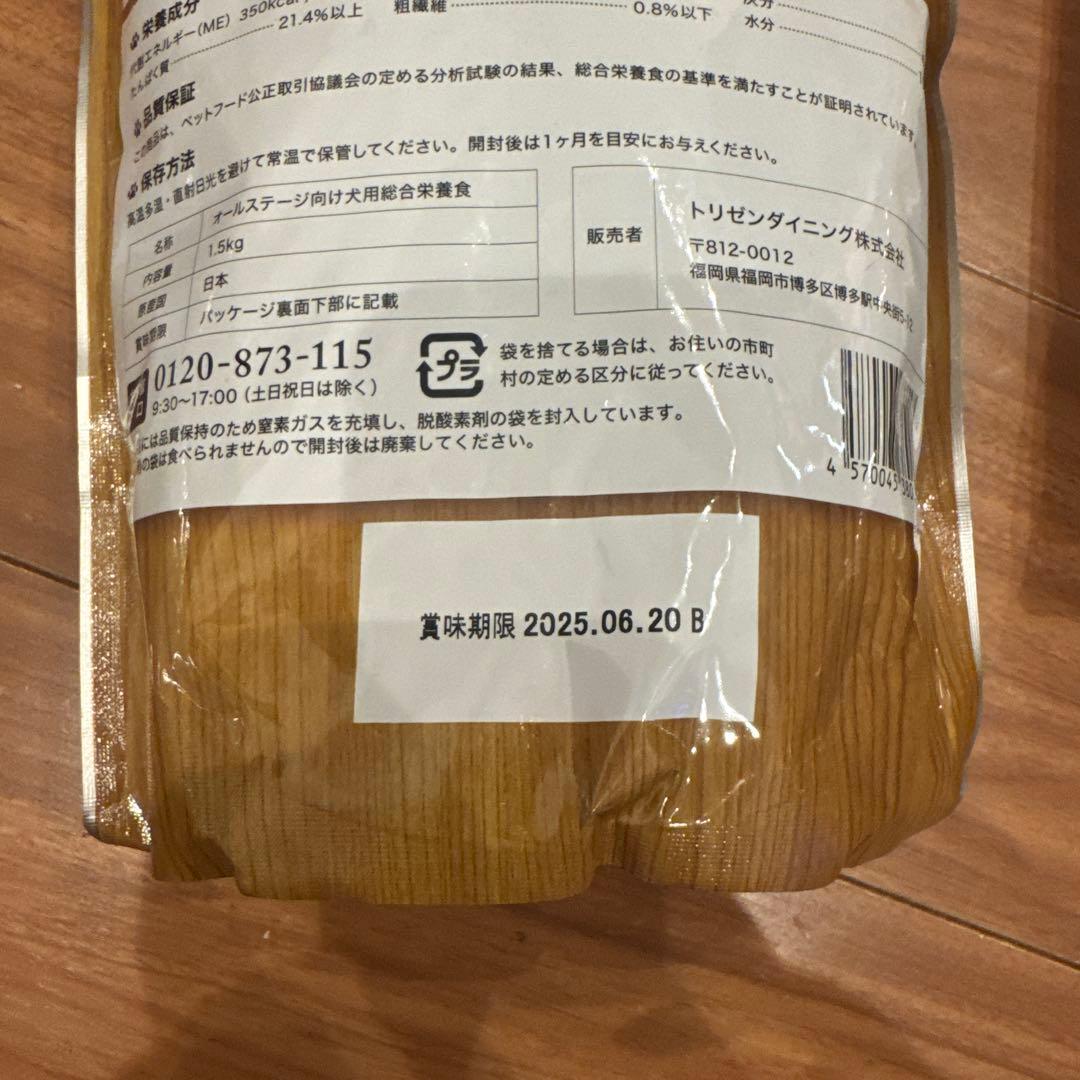 栄養成分
代謝エネルギー(ME) 350kcal
たんぱく質 21.4%以上
粗繊維 0.8%以下
灰分
水分
品質保証
この商品は、ペットフード公正取引協議会の定める分析試験の結果、総合栄養食の基準を満たすことが証明されています。
保存方法
高温多湿・直射日光を避けて常温で保管してください。開封後は1ヶ月を目安にお与えください。
名称 オールステージ向け犬用総合栄養食
内容量 1.5kg
原産国 日本
賞味期限 パッケージ裏面下部に記載
販売者
トリゼンダイニング株式会社
〒812-0012
福岡県福岡市博多区博多駅中央街5-12
0120-873-115
9:30〜17:00 (土日祝日は除く)
プラ
袋を捨てる場合は、お住いの市町
村の定める区分に従ってください。
には品質保持のため窒素ガスを充填し、脱酸素剤の袋を封入しています。
の袋は食べられませんので開封後は廃棄してください。
4 570045 380
賞味期限 2025.06.20 B